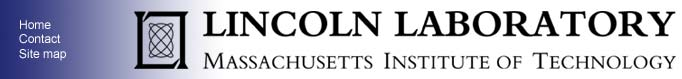 Home
Contact
Site map
LINCOLN LABORATORY
MASSACHUSETTS INSTITUTE OF TECHNOLOGY